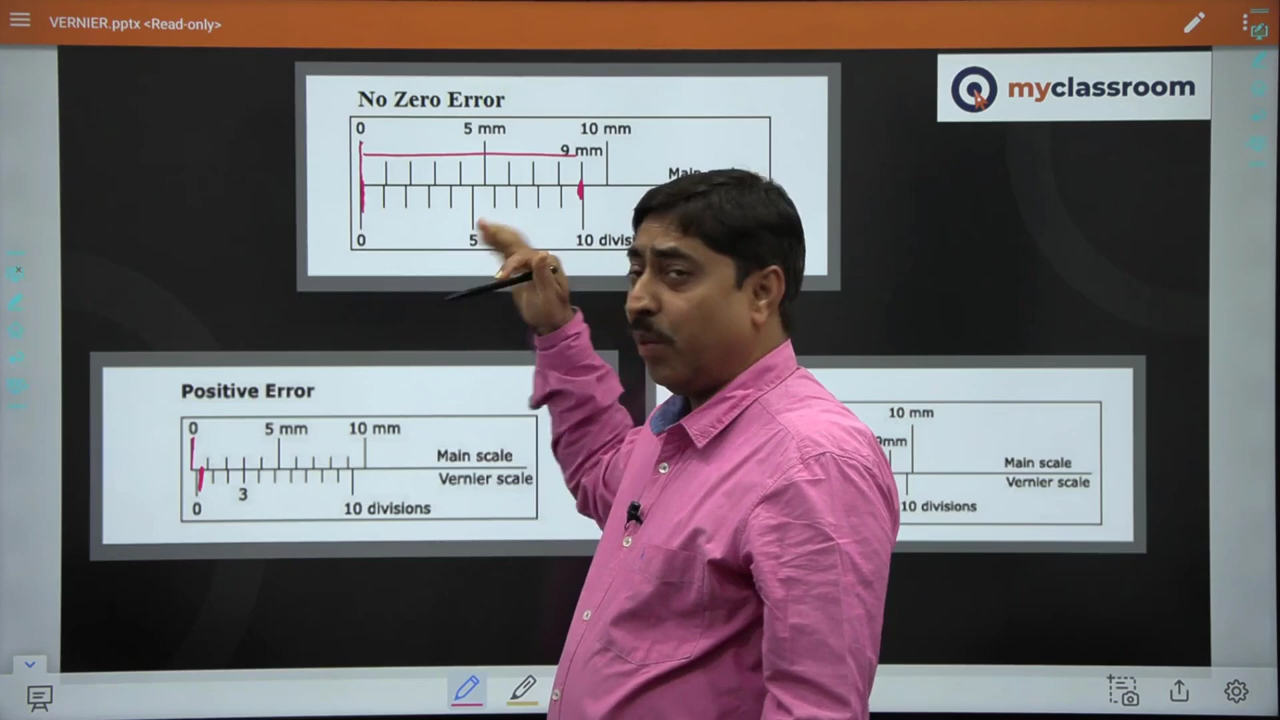 VERNIER.pptx <Read-only>
myclassroom
No Zero Error
0 5 mm 10 mm
9 mm
0 5 10
Positive Error
0 5 mm 10 mm
Main scale
Vernier scale
3
0 10 divisions
10 mm
9mm
Main scale
Vernier scale
10 divisions